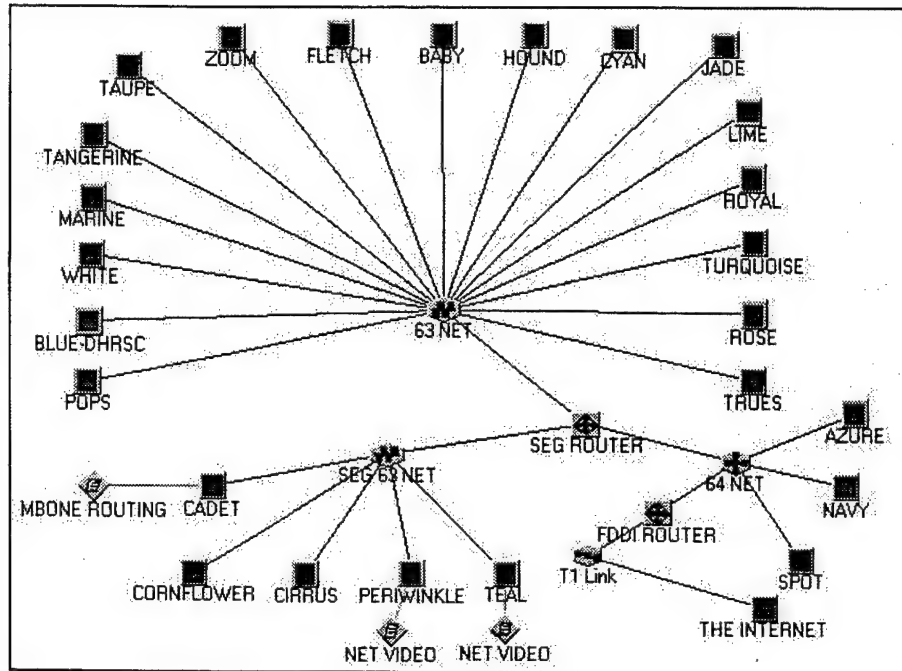 ZOOM
FLETCH
BABY
HOUND
CYAN
JADE
TAUPE
LIME
TANGERINE
ROYAL
MARINE
TURQUOISE
WHITE
63 NET
ROSE
BLUE-DHRSC
POPS
TRUES
AZURE
SEG ROUTER
SEG 63 NET
64 NET
MBONE ROUTING
CADET
NAVY
FDDI ROUTER
T1 Link
SPOT
CORNFLOWER
CIRRUS
PERIWINKLE
TEAL
THE INTERNET
NET VIDEO
NET VIDEO